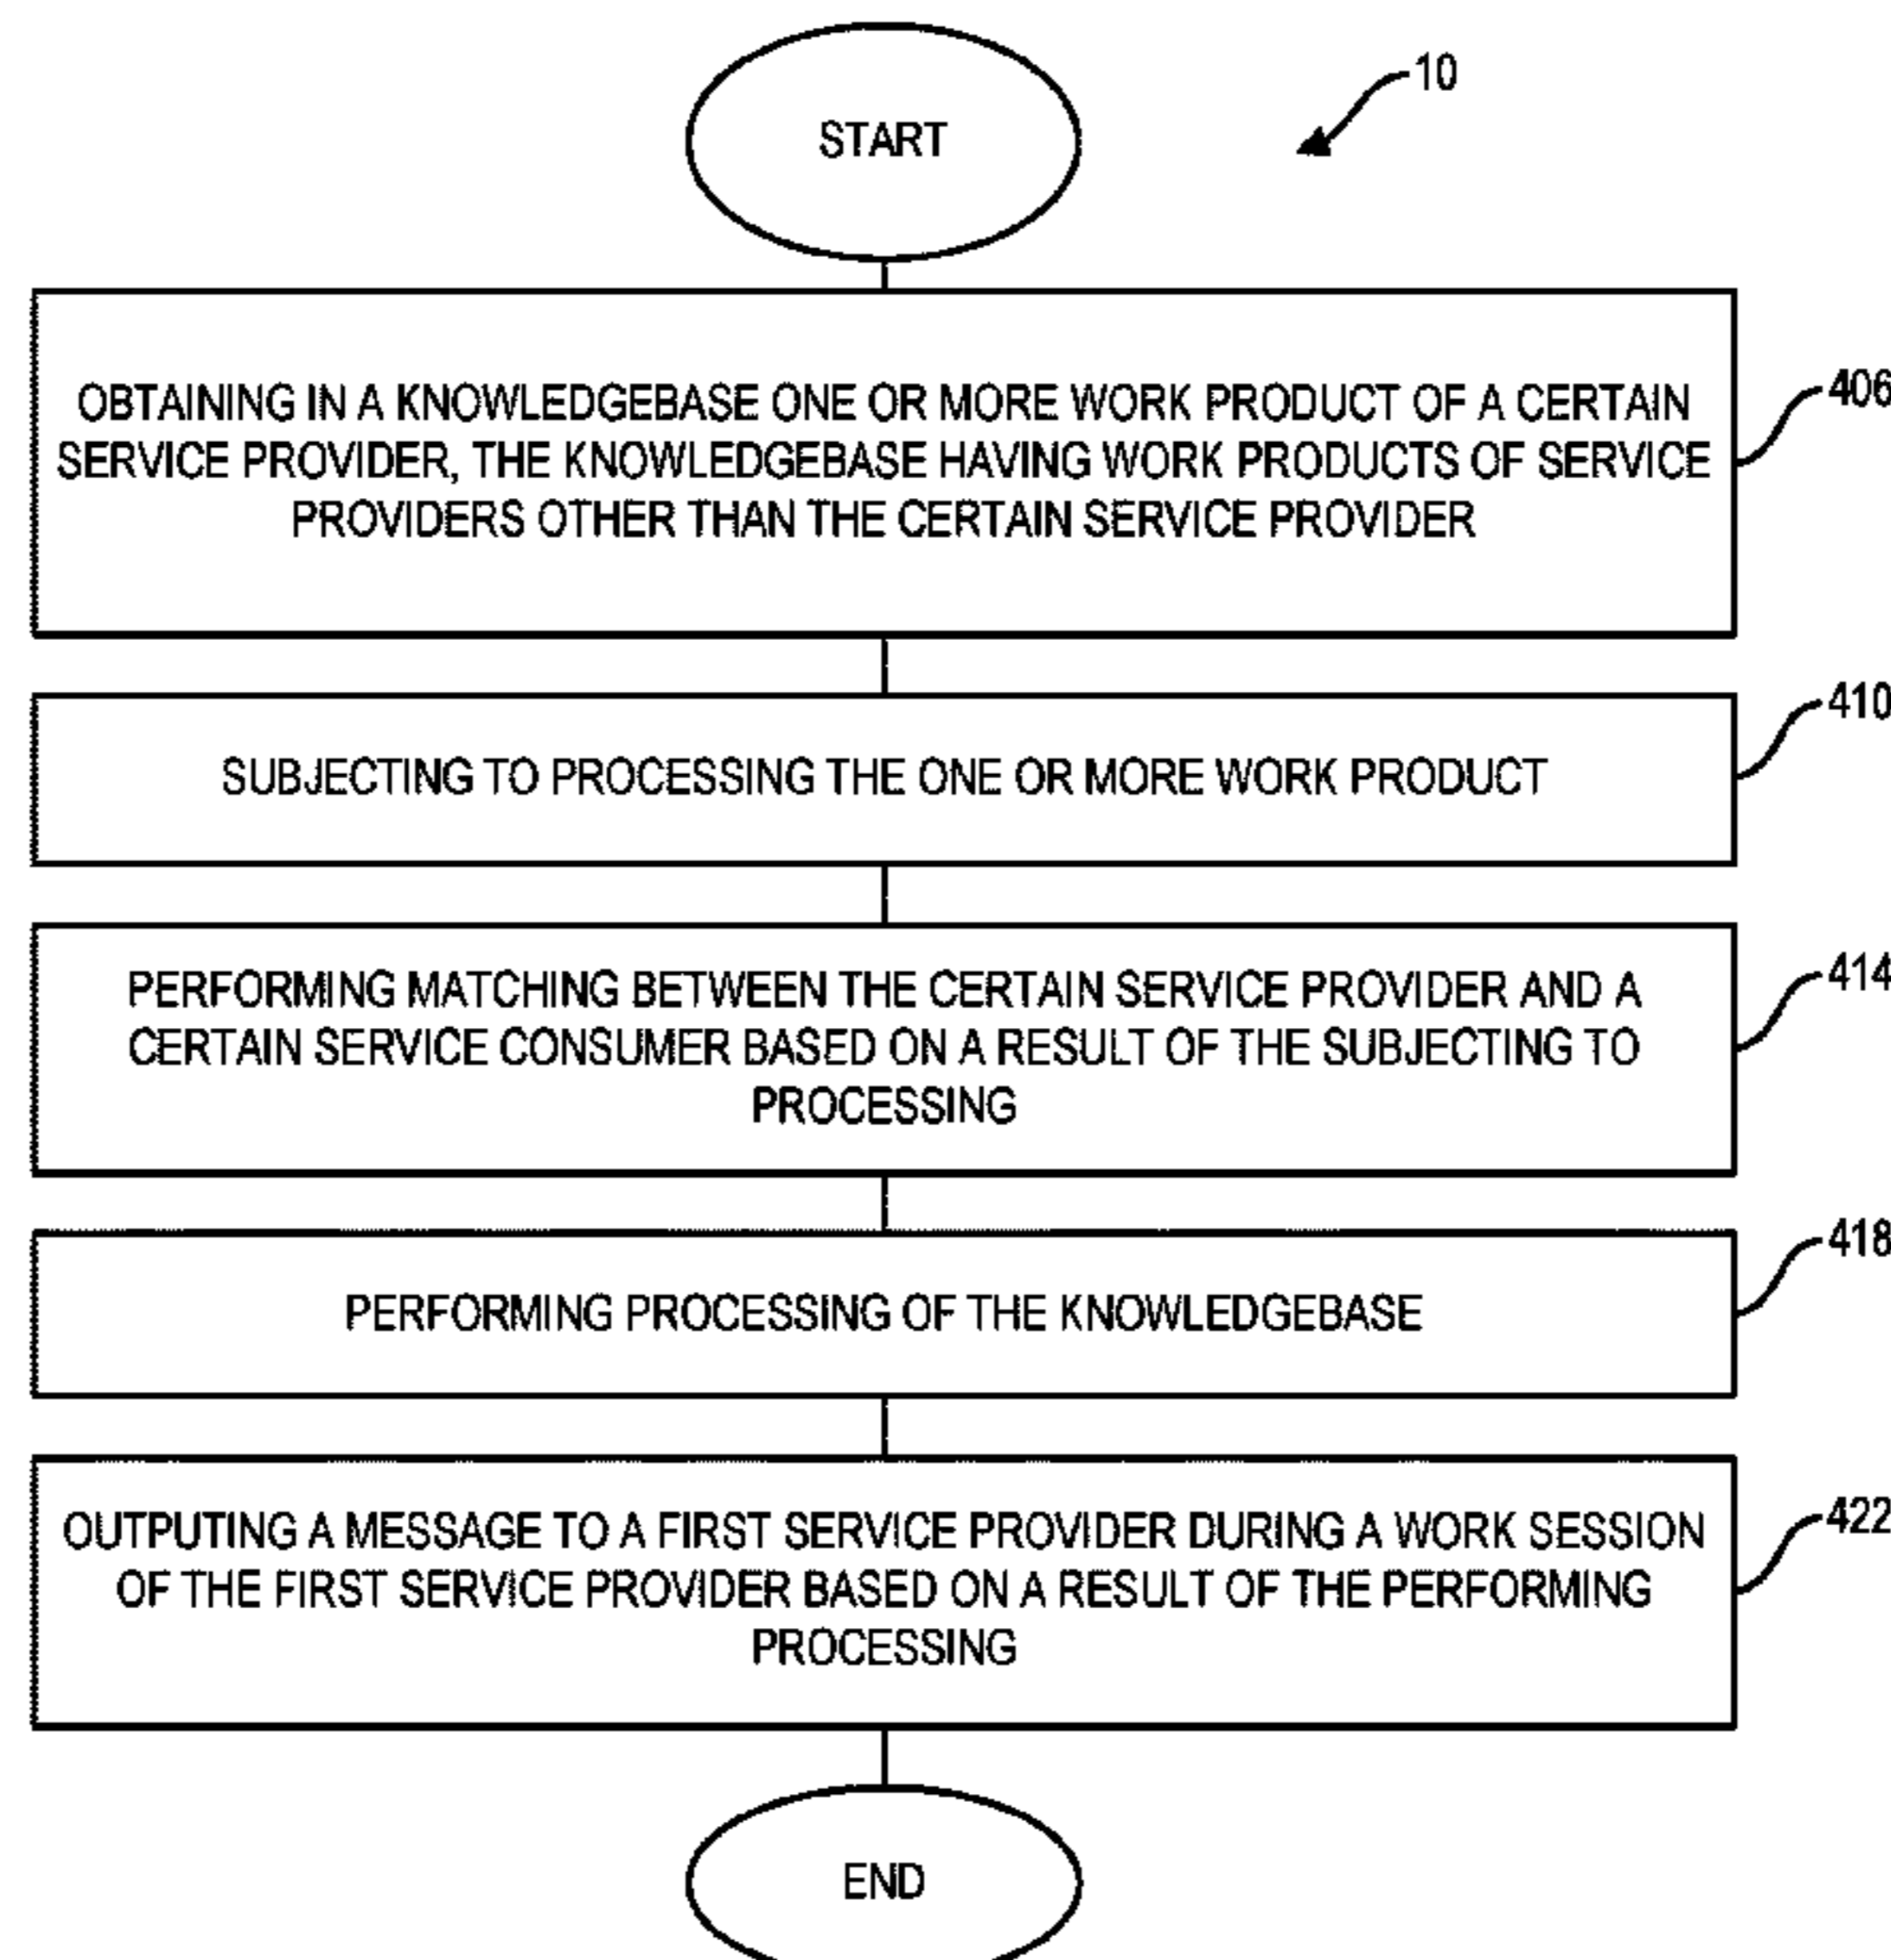 START
10
OBTAINING IN A KNOWLEDGEBASE ONE OR MORE WORK PRODUCT OF A CERTAIN
SERVICE PROVIDER, THE KNOWLEDGEBASE HAVING WORK PRODUCTS OF SERVICE
PROVIDERS OTHER THAN THE CERTAIN SERVICE PROVIDER
406
SUBJECTING TO PROCESSING THE ONE OR MORE WORK PRODUCT
410
PERFORMING MATCHING BETWEEN THE CERTAIN SERVICE PROVIDER AND A
CERTAIN SERVICE CONSUMER BASED ON A RESULT OF THE SUBJECTING TO
PROCESSING
414
PERFORMING PROCESSING OF THE KNOWLEDGEBASE
418
OUTPUTING A MESSAGE TO A FIRST SERVICE PROVIDER DURING A WORK SESSION
OF THE FIRST SERVICE PROVIDER BASED ON A RESULT OF THE PERFORMING
PROCESSING
422
END